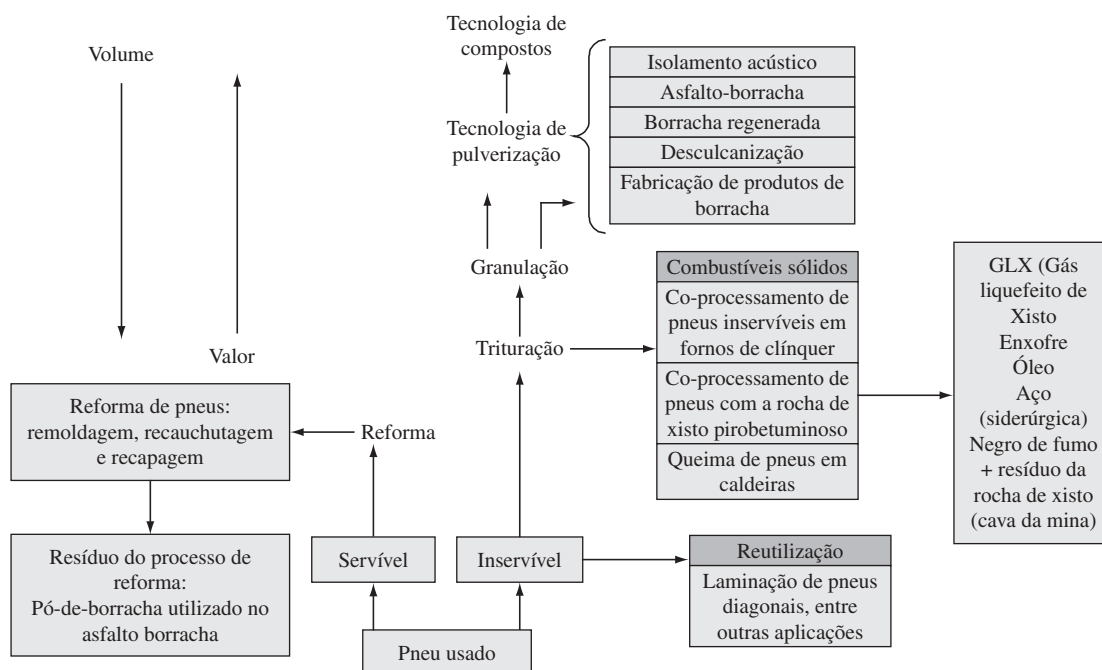 Volume
Valor
Tecnologia de
compostos
Tecnologia de
pulverização
Granulação
Trituração
Isolamento acústico
Asfalto-borracha
Borracha regenerada
Desculcanização
Fabricação de produtos de
borracha
Combustíveis sólidos
Co-processamento de
pneus inservíveis em
fornos de clínquer
Co-processamento de
pneus com a rocha de
xisto pirobetuminoso
Queima de pneus em
caldeiras
GLX (Gás
liquefeito de
Xisto
Enxofre
Óleo
Aço
(siderúrgica)
Negro de fumo
+ resíduo da
rocha de xisto
(cava da mina)
Reforma de pneus:
remoldagem, recauchutagem
e recapagem
Reforma
Resíduo do processo de
reforma:
Pó-de-borracha utilizado no
asfalto borracha
Servível
Inservível
Reutilização
Laminação de pneus
diagonais, entre
outras aplicações
Pneu usado